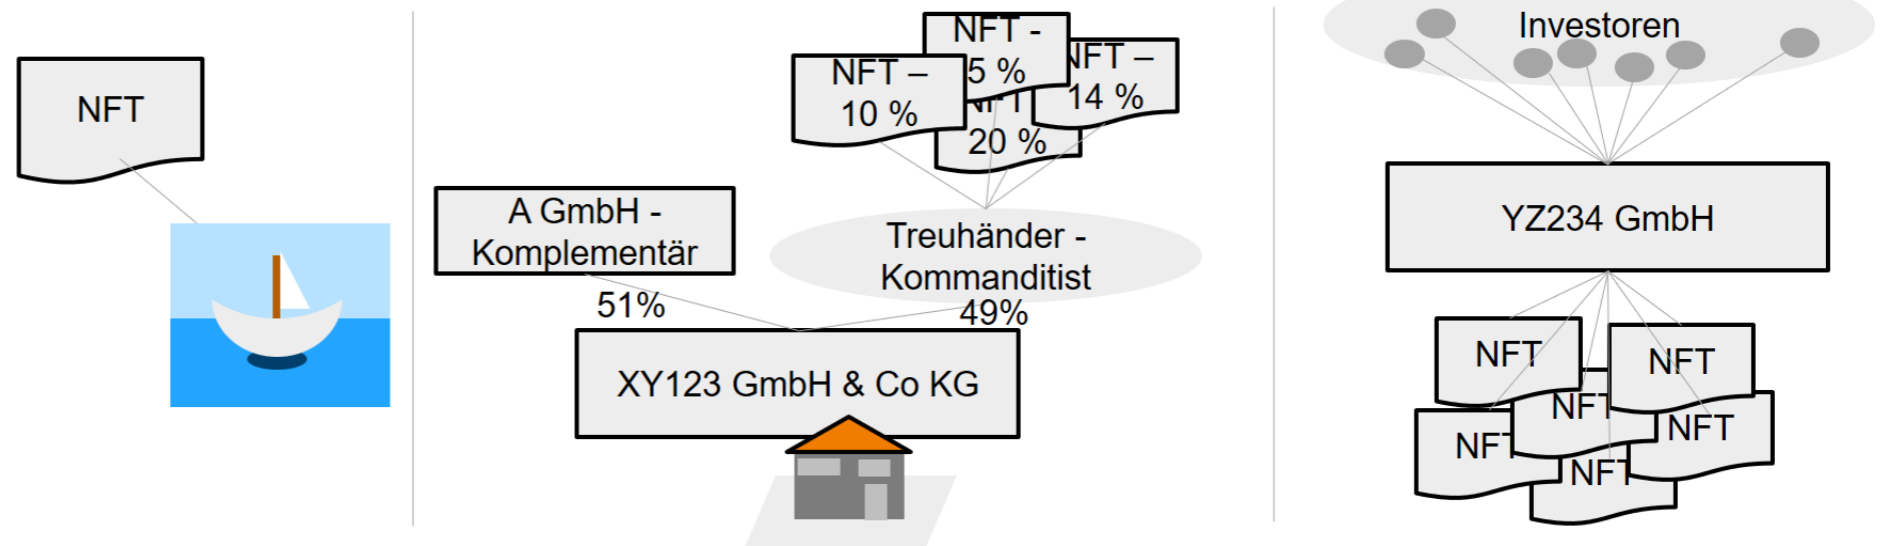 NFT
NFT -
5 %
NFT –
10 %
NFT –
14 %
NFT
20 %
A GmbH -
Komplementär
Treuhänder -
Kommanditist
51%
49%
XY123 GmbH & Co KG
Investoren
YZ234 GmbH
NFT
NFT
NFT
NFT
NFT
NFT